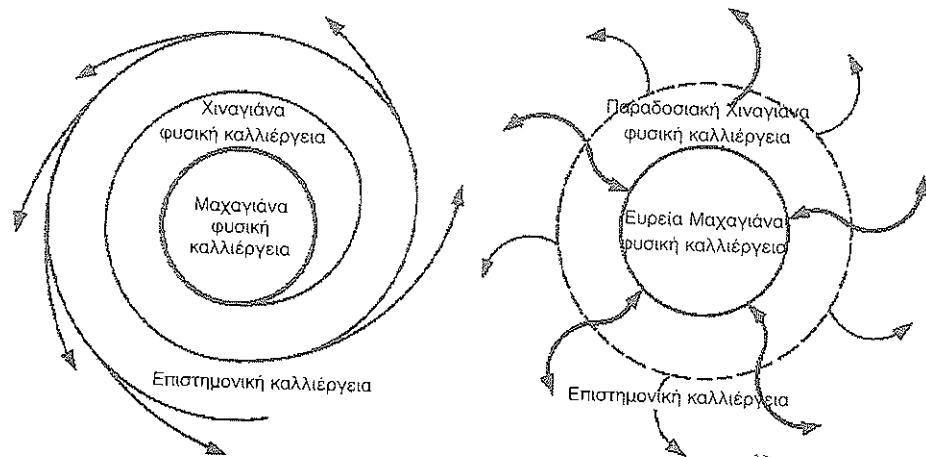 Χιναγιάνα
φυσική καλλιέργεια
Μαχαγιάνα
φυσική
καλλιέργεια
Επιστημονική καλλιέργεια
Παραδοσιακή Χιναγιάνα
φυσική καλλιέργεια
Ευρεία Μαχαγιάνα
φυσική καλλιέργεια
Επιστημονική καλλιέργεια